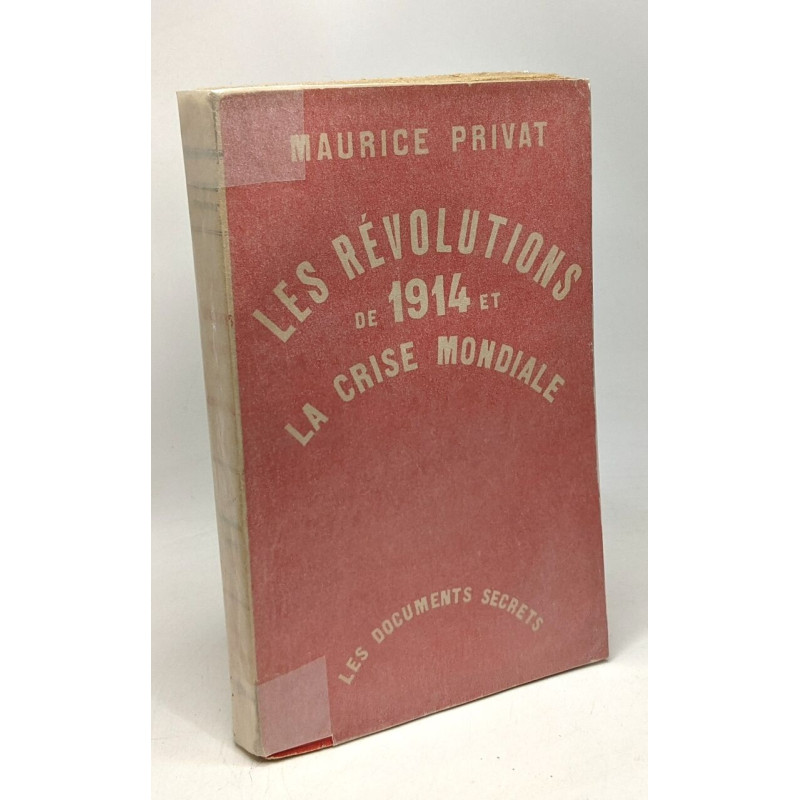 MAURICE PRIVAT
LES RÉVOLUTIONS
DE 1914 ET
LA CRISE MONDIALE
LES DOCUMENTS SECRETS